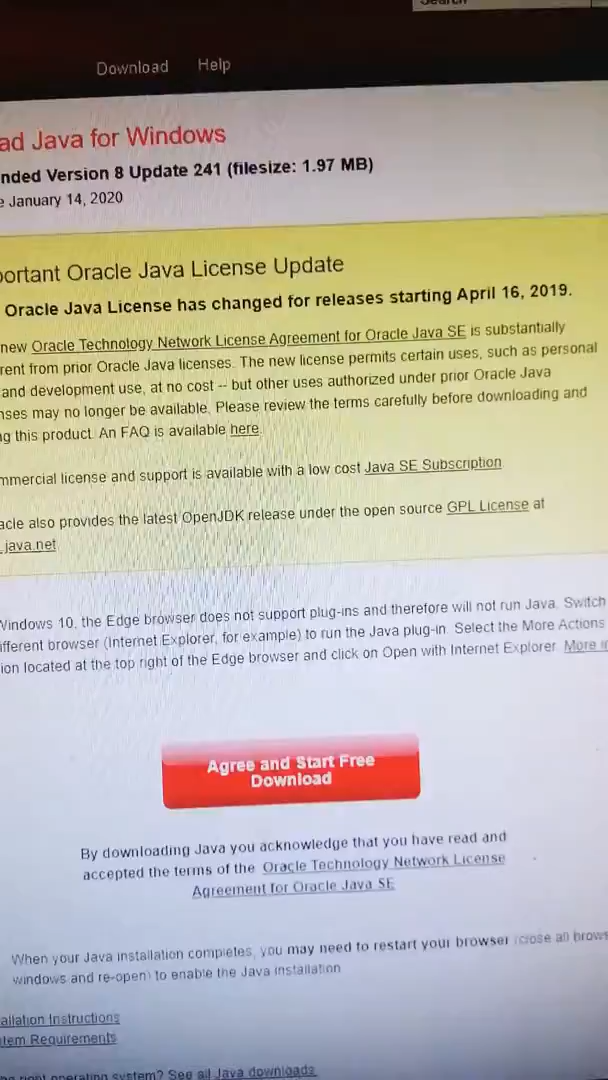 Search
Download Help
ad Java for Windows
nded Version 8 Update 241 (filesize: 1.97 MB)
e January 14, 2020
portant Oracle Java License Update
Oracle Java License has changed for releases starting April 16, 2019.
new Oracle Technology Network License Agreement for Oracle Java SE is substantially
rent from prior Oracle Java licenses. The new license permits certain uses, such as personal
and development use, at no cost -- but other uses authorized under prior Oracle Java
nses may no longer be available. Please review the terms carefully before downloading and
ng this product. An FAQ is available here.
mmercial license and support is available with a low cost Java SE Subscription
acle also provides the latest OpenJDK release under the open source GPL License at
.java.net
Windows 10, the Edge browser does not support plug-ins and therefore will not run Java. Switch
ifferent browser (Internet Explorer, for example) to run the Java plug-in. Select the More Actions
ion located at the top right of the Edge browser and click on Open with Internet Explorer. More i
Agree and Start Free
Download
By downloading Java you acknowledge that you have read and
accepted the terms of the Oracle Technology Network License
Agreement for Oracle Java SE
When your Java installation completes, you may need to restart your browser (close all brows
windows and re-open) to enable the Java installation
allation Instructions
tem Requirements
right operating system? See all Java downloads.